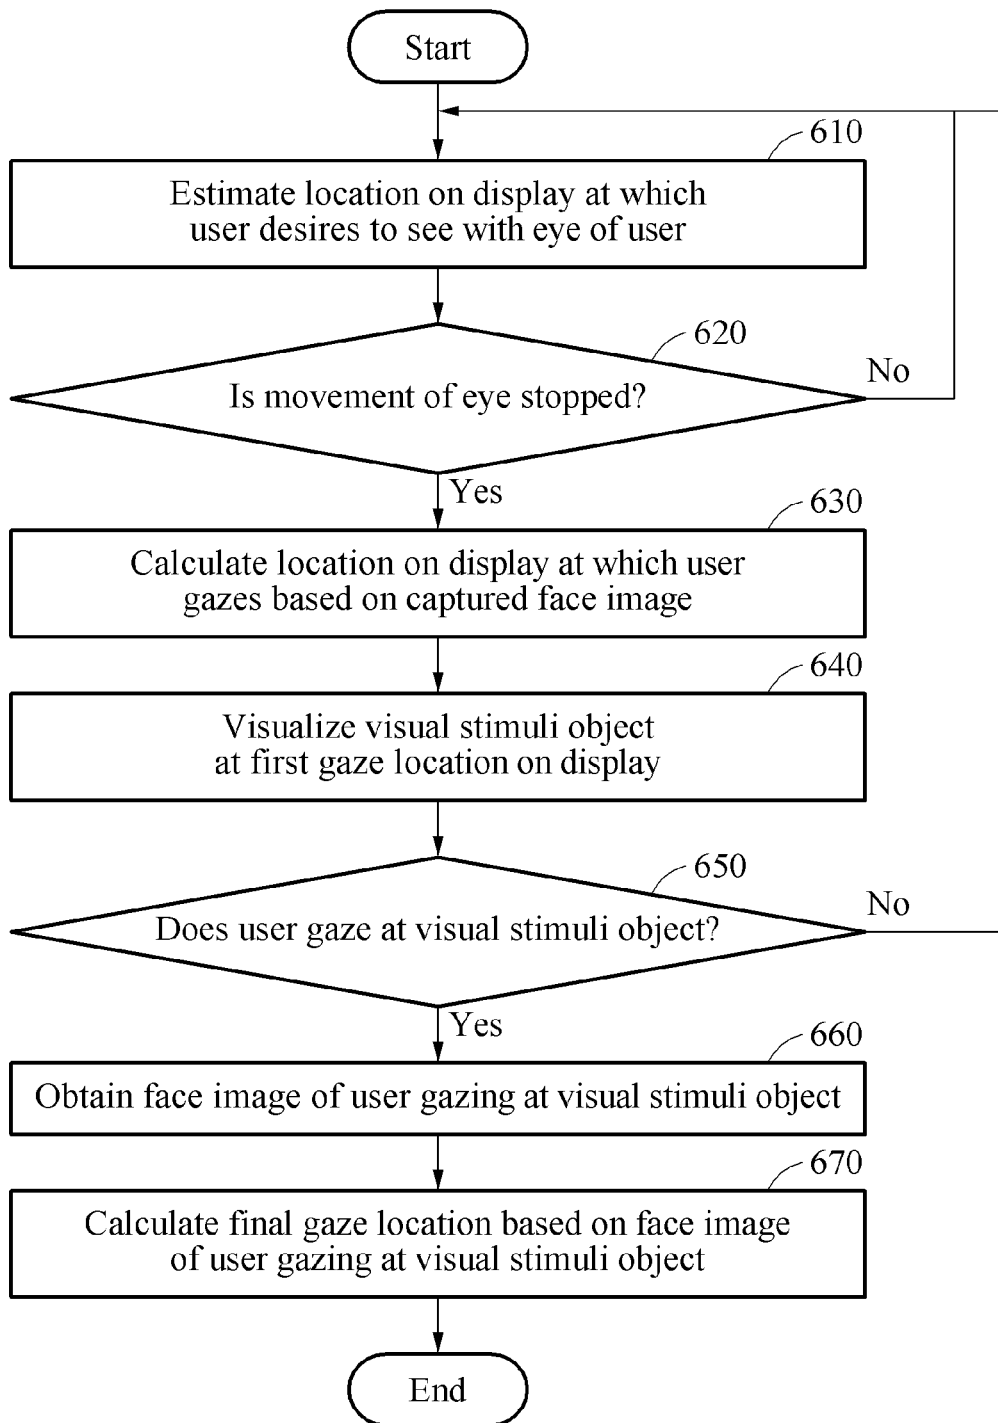 Start
610
Estimate location on display at which
user desires to see with eye of user
620
Is movement of eye stopped?
No
Yes
630
Calculate location on display at which user
gazes based on captured face image
640
Visualize visual stimuli object
at first gaze location on display
650
Does user gaze at visual stimuli object?
No
Yes
660
Obtain face image of user gazing at visual stimuli object
670
Calculate final gaze location based on face image
of user gazing at visual stimuli object
End